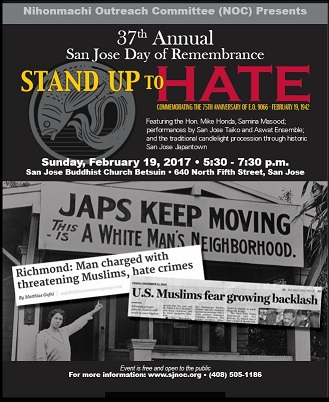 Nihonmachi Outreach Committee (NOC) Presents
37th Annual
San Jose Day of Remembrance
STAND UP TO HATE
COMMEMORATING THE 75TH ANNIVERSARY OF E.O. 9066 - FEBRUARY 19, 1942
Featuring the Hon. Mike Honda, Samina Masood;
performances by San Jose Taiko and Aswat Ensemble;
and the traditional candlelight procession through historic
San Jose Japantown
Sunday, February 19, 2017 • 5:30 - 7:30 p.m.
San Jose Buddhist Church Betsuin • 640 North Fifth Street, San Jose
JAPS KEEP MOVING
THIS IS A WHITE MAN'S NEIGHBORHOOD.
Richmond: Man charged with
threatening Muslims, hate crimes
By Matthias Gafni
U.S. Muslims fear growing backlash
Event is free and open to the public
For more information: www.sjnoc.org • (408) 505-1186